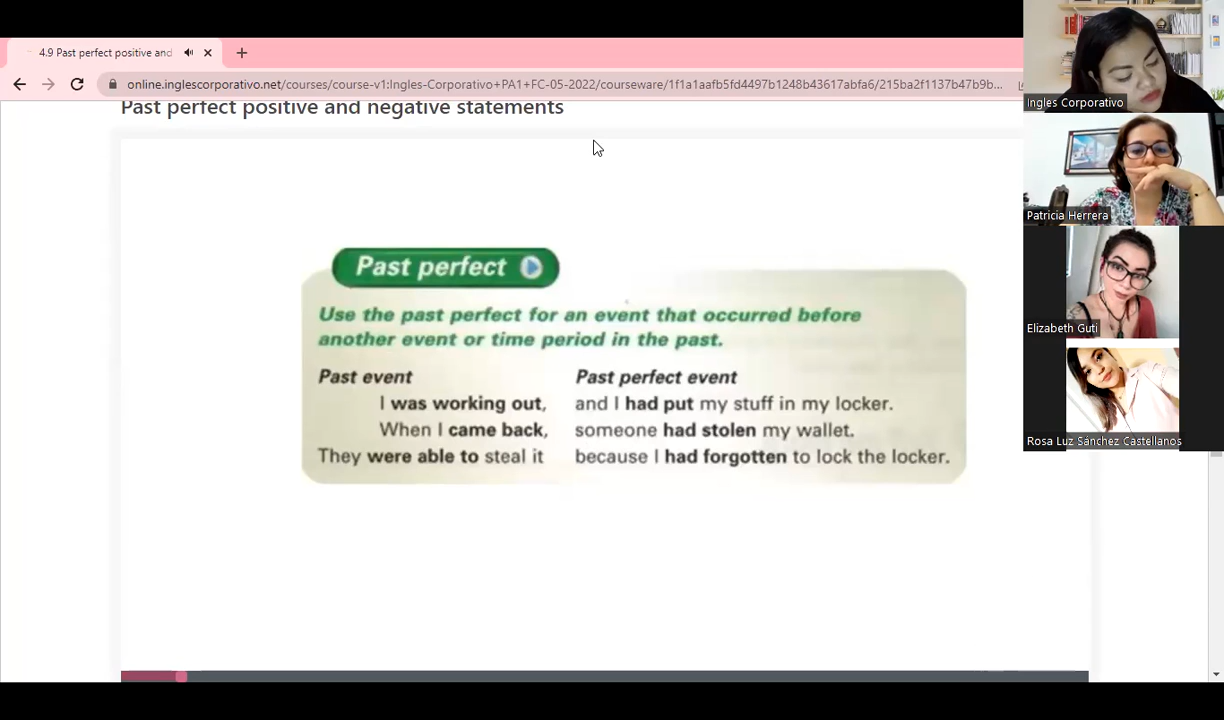 4.9 Past perfect positive and
online.inglescorporativo.net/courses/course-v1:Ingles-Corporativo+PA1+FC-05-2022/courseware/1f1a1aafb5fd4497b1248b43617abfa6/215ba2f1137b47b9b...
Past perfect positive and negative statements
Past perfect
Use the past perfect for an event that occurred before
another event or time period in the past.
Past event Past perfect event
I was working out, and I had put my stuff in my locker.
When I came back, someone had stolen my wallet.
They were able to steal it because I had forgotten to lock the locker.
Ingles Corporativo
Patricia Herrera
Elizabeth Guti
Rosa Luz Sánchez Castellanos